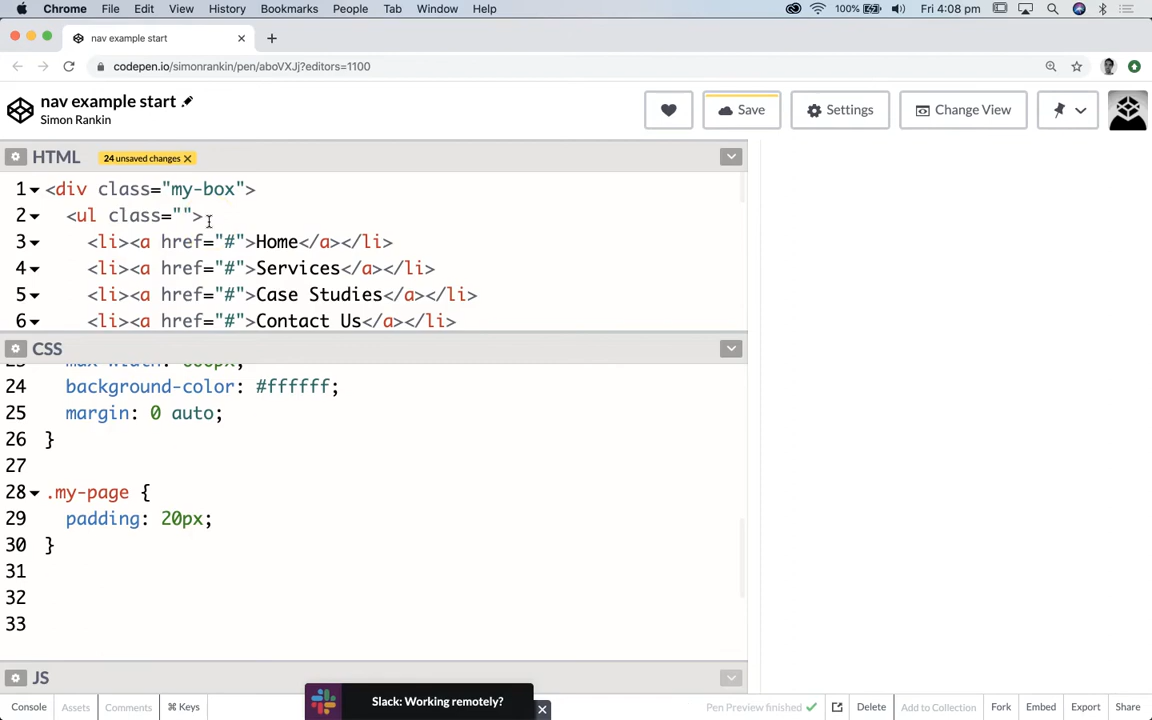 Chrome File Edit View History Bookmarks People Tab Window Help 100% Fri 4:08 pm
nav example start
codepen.io/simonrankin/pen/aboVXJj?editors=1100
nav example start
Simon Rankin
Save Settings Change View
HTML 24 unsaved changes ×
1 <div class="my-box">
2 <ul class="">
3 <li><a href="#">Home</a></li>
4 <li><a href="#">Services</a></li>
5 <li><a href="#">Case Studies</a></li>
6 <li><a href="#">Contact Us</a></li>
CSS
24 background-color: #ffffff;
25 margin: 0 auto;
26 }
27
28 .my-page {
29 padding: 20px;
30 }
31
32
33
JS
Slack: Working remotely?
Console Assets Comments ⌘ Keys Pen Preview finished ✓ Delete Add to Collection Fork Embed Export Share